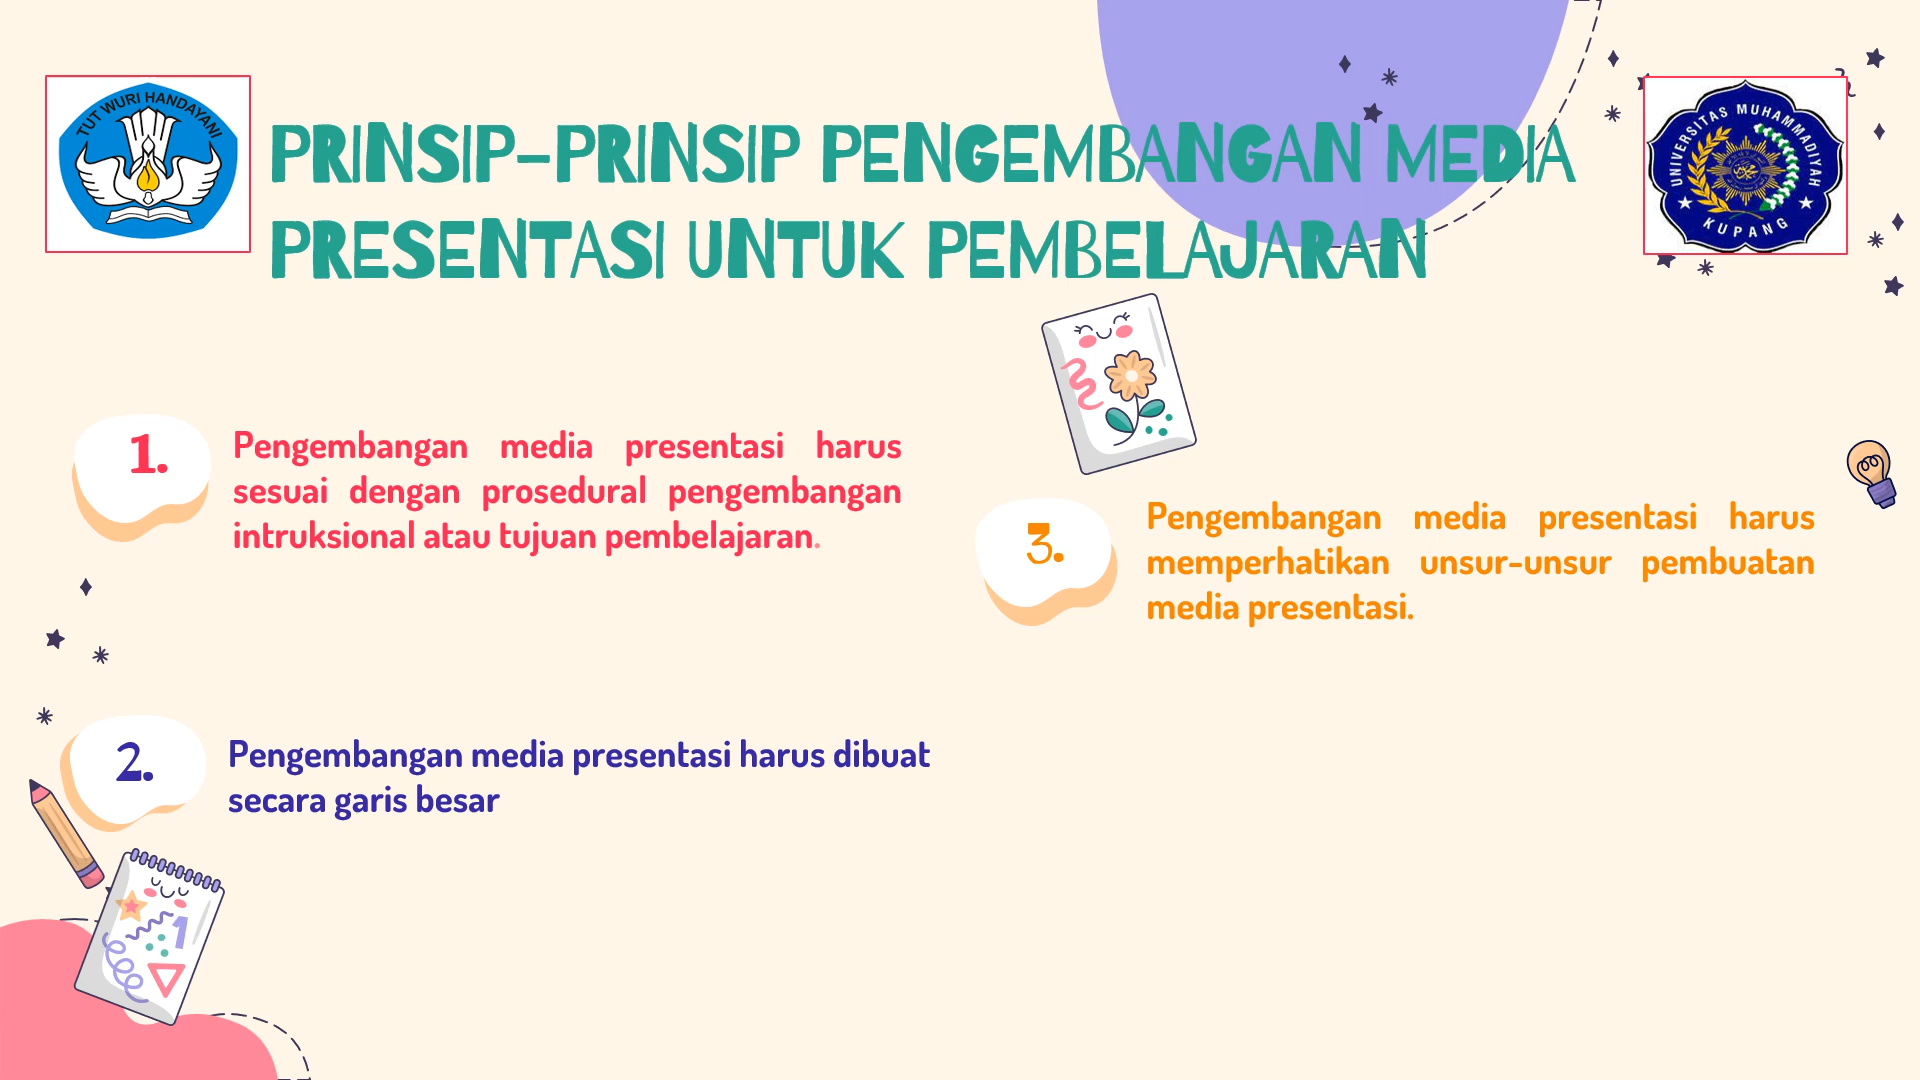 TUT WURI HANDAYANI
PRINSIP-PRINSIP PENGEMBANGAN MEDIA
PRESENTASI UNTUK PEMBELAJARAN
UNIVERSITAS MUHAMMADIYAH
KUPANG
1.
Pengembangan media presentasi harus
sesuai dengan prosedural pengembangan
intruksional atau tujuan pembelajaran.
2.
Pengembangan media presentasi harus dibuat
secara garis besar
1
3.
Pengembangan media presentasi harus
memperhatikan unsur-unsur pembuatan
media presentasi.